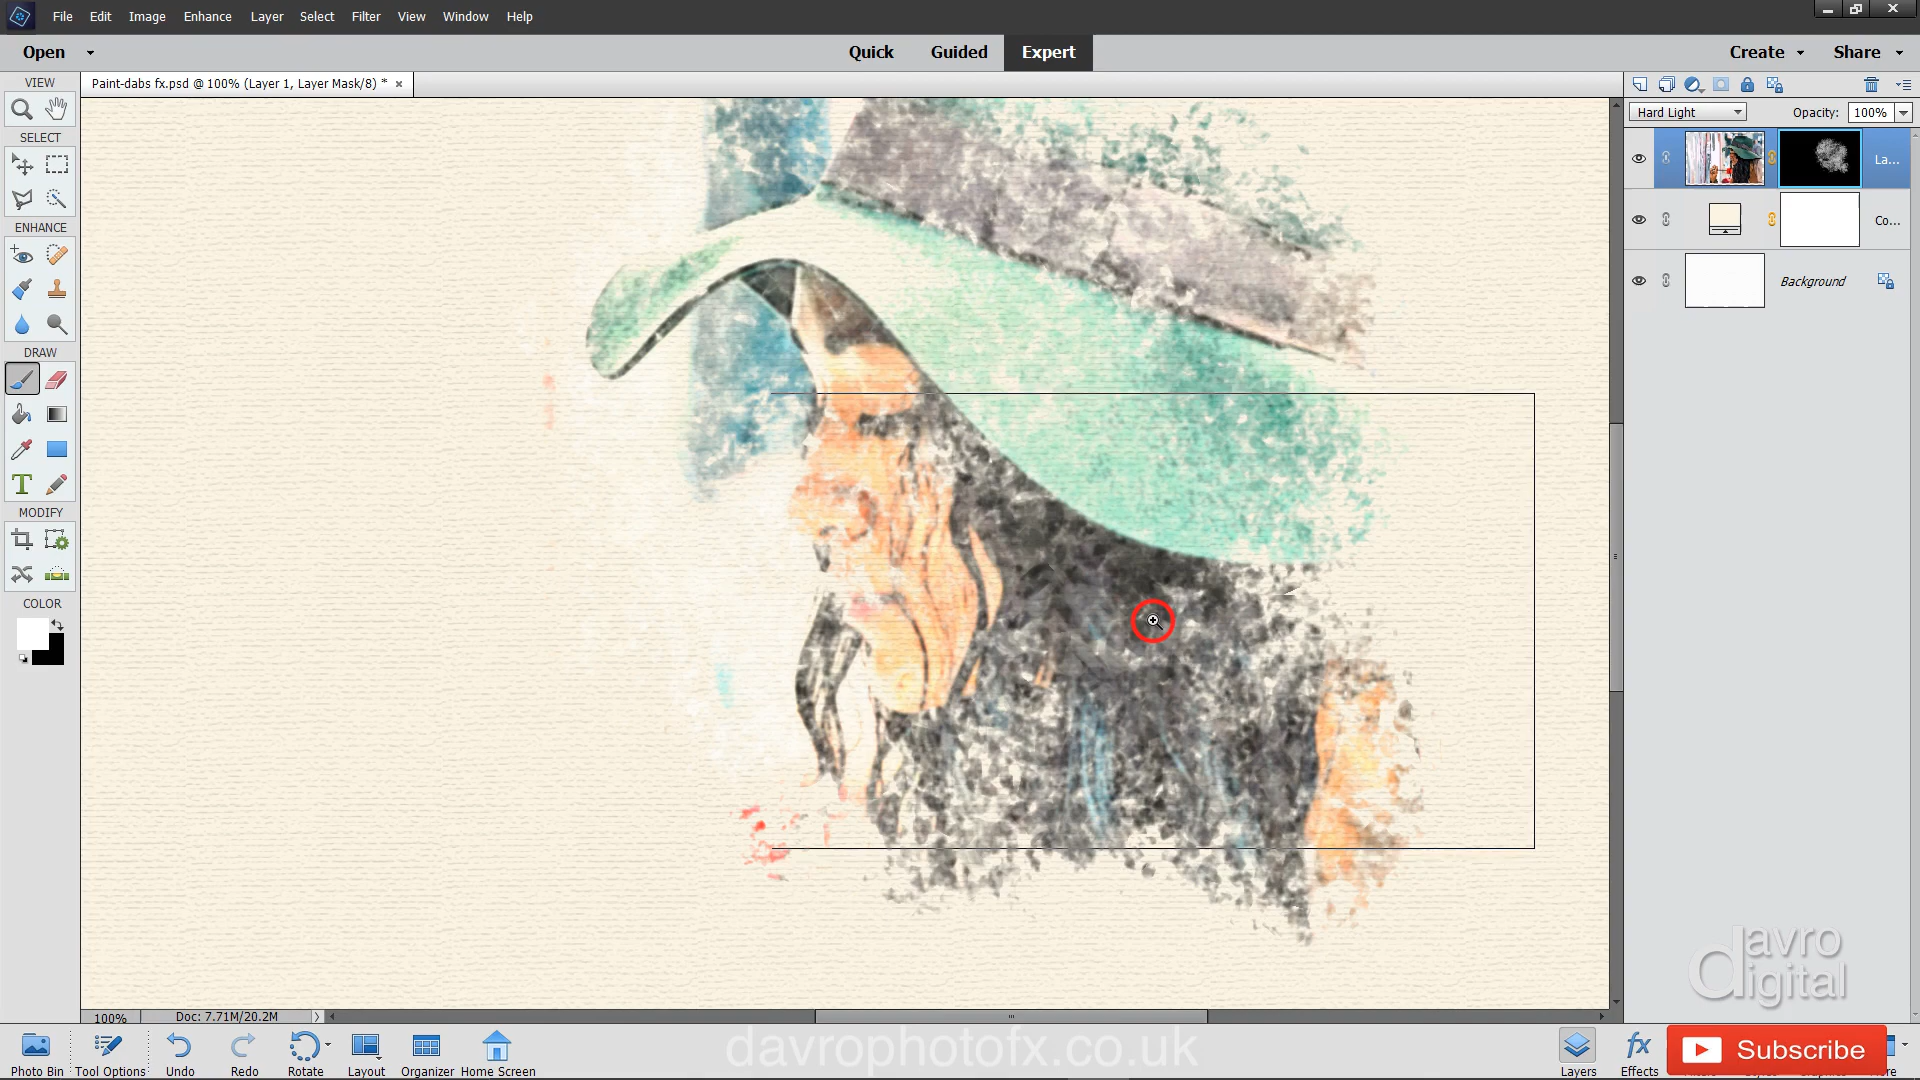 File Edit Image Enhance Layer Select Filter View Window Help
Open Quick Guided Expert Create Share
VIEW
Paint-dabs fx.psd @ 100% (Layer 1, Layer Mask/8) * ×
Hard Light Opacity: 100%
SELECT
La...
Co...
ENHANCE
Background
DRAW
T
MODIFY
COLOR
davro
digital
100% Doc: 7.71M/20.2M
davrophotofx.co.uk
fx Subscribe
Photo Bin Tool Options Undo Redo Rotate Layout Organizer Home Screen Layers Effects